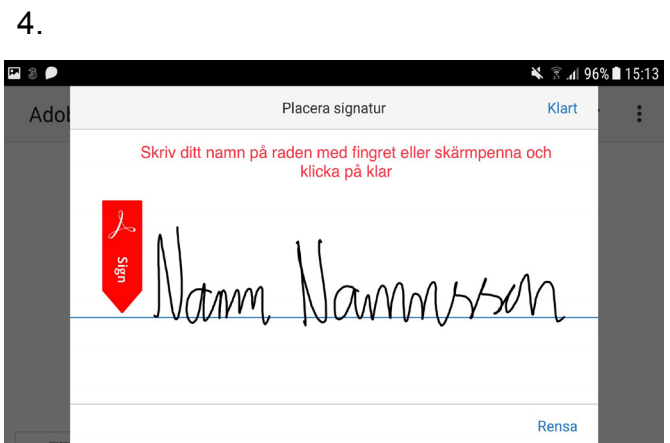 4.
96% 15:13
Adob
Placera signatur
Klart
Skriv ditt namn på raden med fingret eller skärmpenna och
klicka på klar
Sign
Namn Namnsson
Rensa